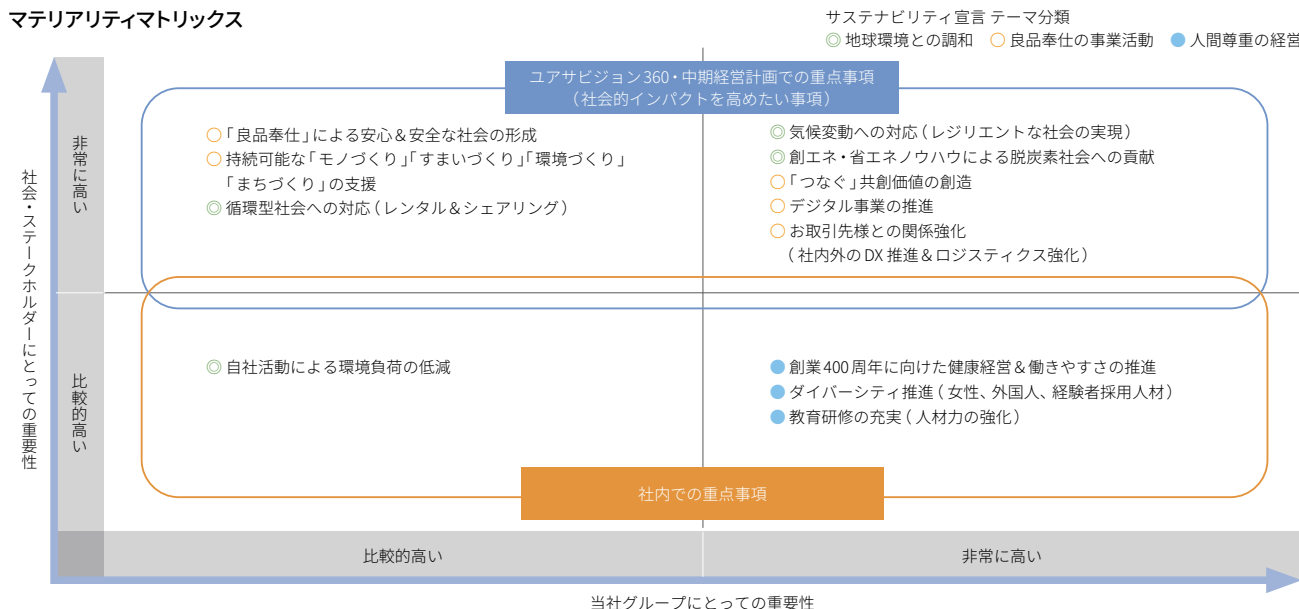 マテリアリティマトリックス
サステナビリティ宣言 テーマ分類
◎ 地球環境との調和 ○ 良品奉仕の事業活動 ● 人間尊重の経営
ユアサビジョン360・中期経営計画での重点事項
（社会的インパクトを高めたい事項）
社会・ステークホルダーにとっての重要性
非常に高い
○「良品奉仕」による安心＆安全な社会の形成
○ 持続可能な「モノづくり」「すまいづくり」「環境づくり」
「まちづくり」の支援
◎ 循環型社会への対応（レンタル＆シェアリング）
◎ 気候変動への対応（レジリエントな社会の実現）
◎ 創エネ・省エネノウハウによる脱炭素社会への貢献
○「つなぐ」共創価値の創造
○ デジタル事業の推進
○ お取引先様との関係強化
（社内外のDX推進＆ロジスティクス強化）
比較的高い
◎ 自社活動による環境負荷の低減
● 創業400周年に向けた健康経営＆働きやすさの推進
● ダイバーシティ推進（女性、外国人、経験者採用人材）
● 教育研修の充実（人材力の強化）
社内での重点事項
比較的高い
非常に高い
当社グループにとっての重要性